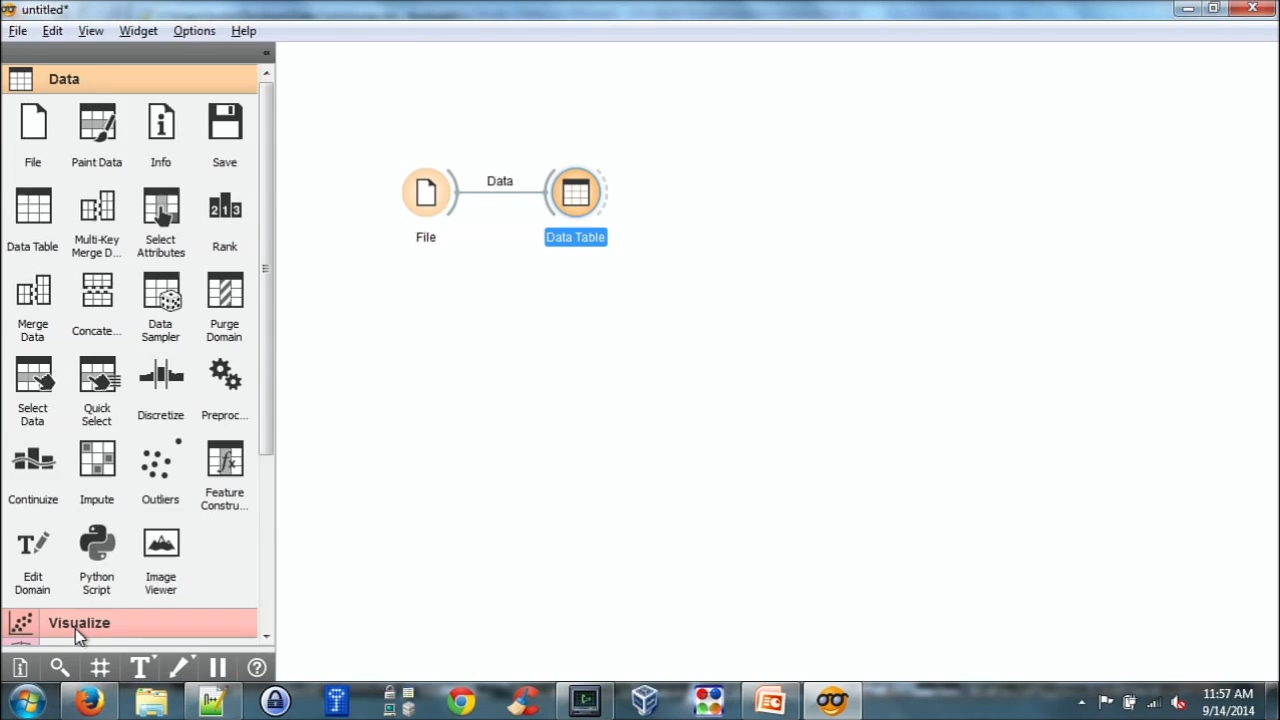 untitled*
File Edit View Widget Options Help
«
Data
File Paint Data Info Save
Data Table Multi-Key Merge D... Select Attributes Rank
Merge Data Concate... Data Sampler Purge Domain
Select Data Quick Select Discretize Preproc...
Continuize Impute Outliers Feature Constru...
Edit Domain Python Script Image Viewer
Visualize
Data
File
Data Table
11:57 AM
9/14/2014